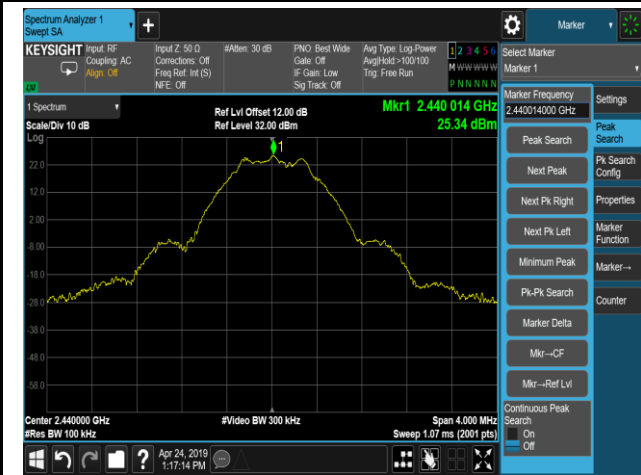 Spectrum Analyzer 1
Swept SA
Marker
KEYSIGHT
Input: RF
Coupling: AC
Align: Off
Input Z: 50 Ω
Corrections: Off
Freq Ref: Int (S)
NFE: Off
#Atten: 30 dB
PNO: Best Wide
Gate: Off
IF Gain: Low
Sig Track: Off
Avg Type: Log-Power
Avg|Hold:>100/100
Trig: Free Run
1 2 3 4 5 6
M W W W W W
P N N N N N
Select Marker
Marker 1
1 Spectrum
Scale/Div 10 dB
Log
Ref Lvl Offset 12.00 dB
Ref Level 32.00 dBm
Mkr1 2.440 014 GHz
25.34 dBm
1
22.0
12.0
2.00
-8.00
-18.0
-28.0
-38.0
-48.0
-58.0
Center 2.440000 GHz
#Res BW 100 kHz
#Video BW 300 kHz
Span 4.000 MHz
Sweep 1.07 ms (2001 pts)
Marker Frequency
2.440014000 GHz
Peak Search
Next Peak
Next Pk Right
Next Pk Left
Minimum Peak
Pk-Pk Search
Marker Delta
Mkr→CF
Mkr→Ref Lvl
Continuous Peak
Search
On
Off
Settings
Peak
Search
Pk Search
Config
Properties
Marker
Function
Marker→
Counter
?
Apr 24, 2019
1:17:14 PM